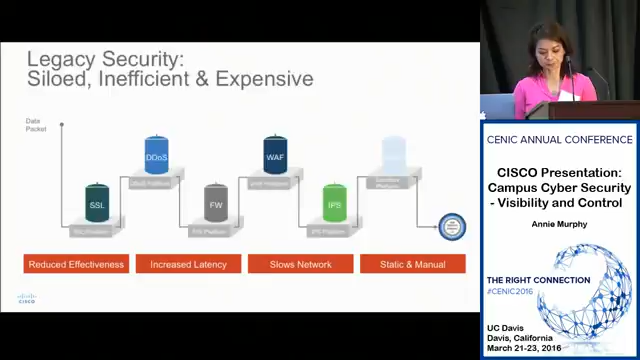 Legacy Security:
Siloed, Inefficient & Expensive
Data
Packet
DDoS
WAF
SSL
FW
IPS
Reduced Effectiveness
Increased Latency
Slows Network
Static & Manual
CISCO
CENIC ANNUAL CONFERENCE
CISCO Presentation:
Campus Cyber Security
- Visibility and Control
Annie Murphy
THE RIGHT CONNECTION
#CENIC2016
UC Davis
Davis, California
March 21-23, 2016